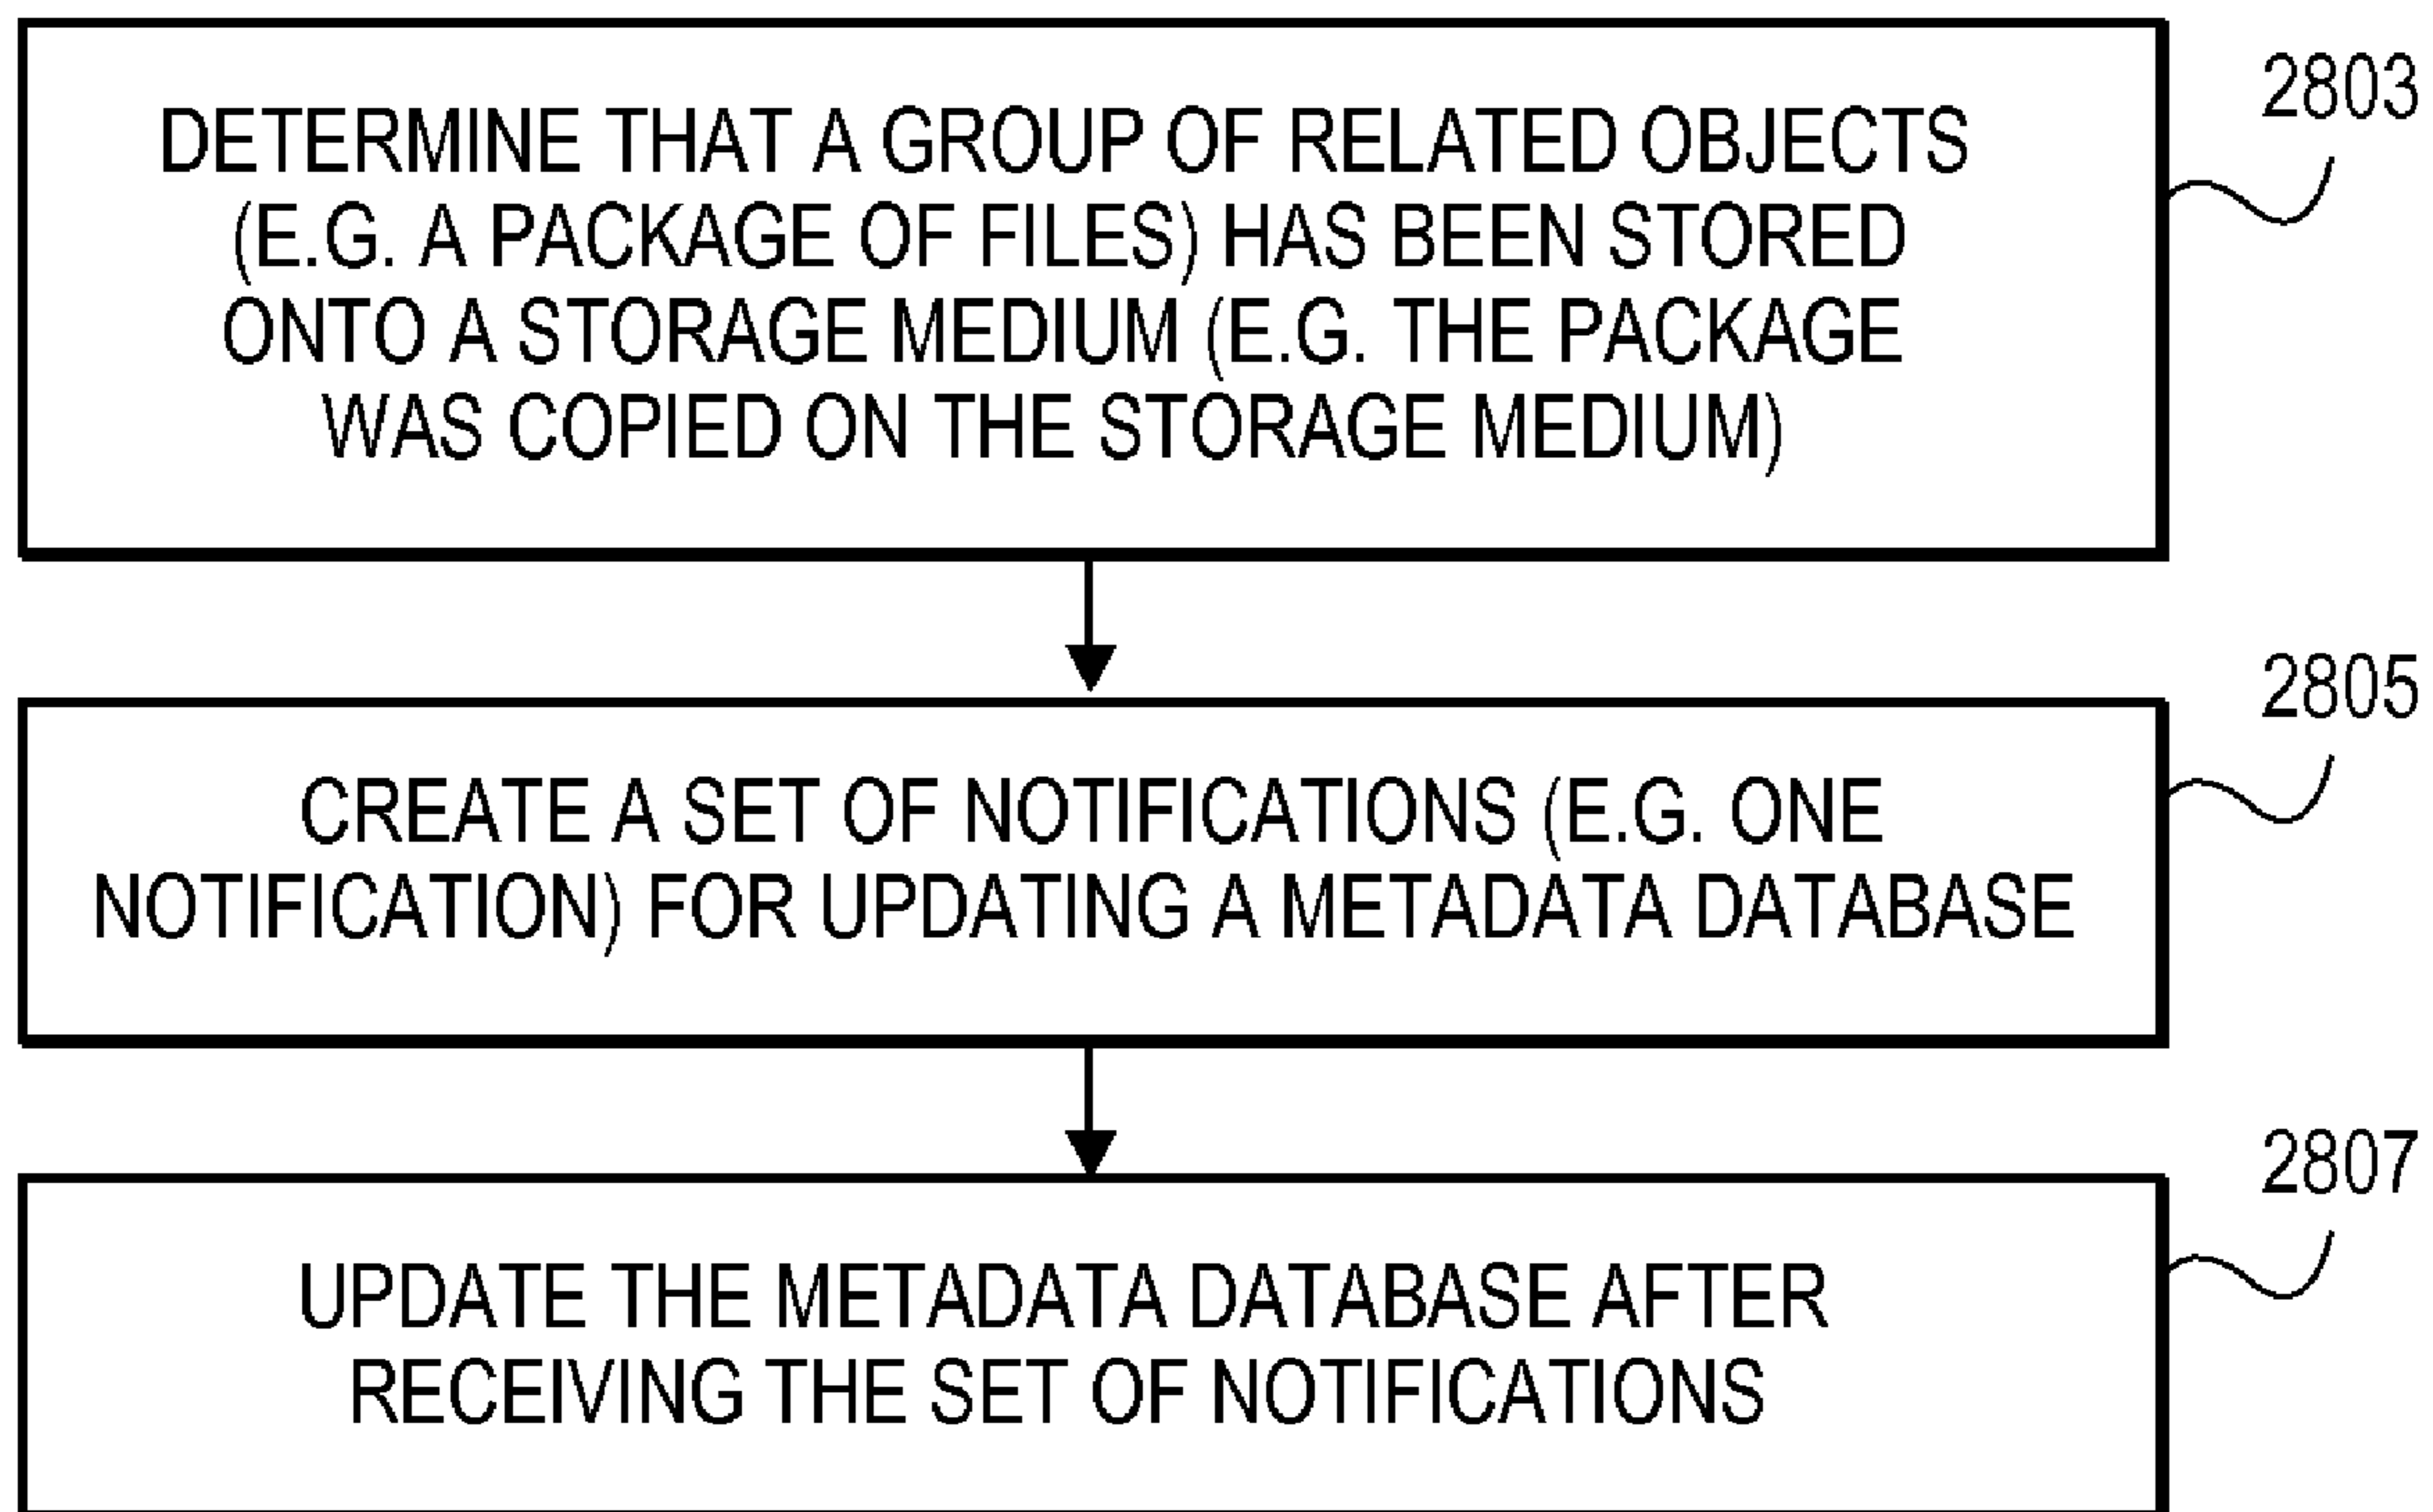 2803
DETERMINE THAT A GROUP OF RELATED OBJECTS
(E.G. A PACKAGE OF FILES) HAS BEEN STORED
ONTO A STORAGE MEDIUM (E.G. THE PACKAGE
WAS COPIED ON THE STORAGE MEDIUM)
2805
CREATE A SET OF NOTIFICATIONS (E.G. ONE
NOTIFICATION) FOR UPDATING A METADATA DATABASE
2807
UPDATE THE METADATA DATABASE AFTER
RECEIVING THE SET OF NOTIFICATIONS